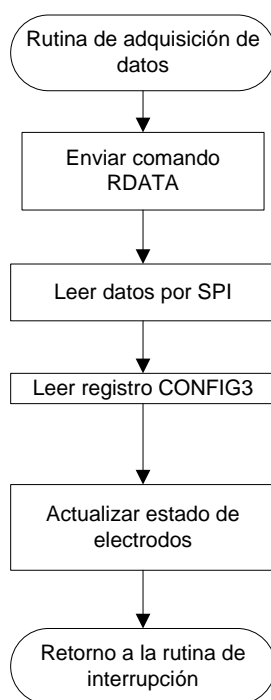 Rutina de adquisición de
datos
Enviar comando
RDATA
Leer datos por SPI
Leer registro CONFIG3
Actualizar estado de
electrodos
Retorno a la rutina de
interrupción